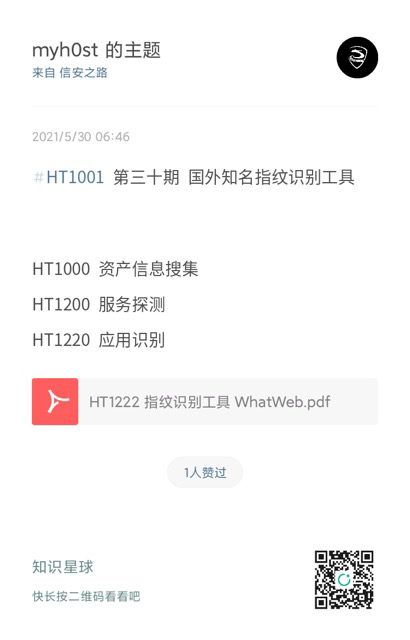 myh0st 的主题
来自 信安之路
2021/5/30 06:46
#HT1001 第三十期 国外知名指纹识别工具
HT1000 资产信息搜集
HT1200 服务探测
HT1220 应用识别
HT1222 指纹识别工具 WhatWeb.pdf
1人赞过
知识星球
快长按二维码看看吧